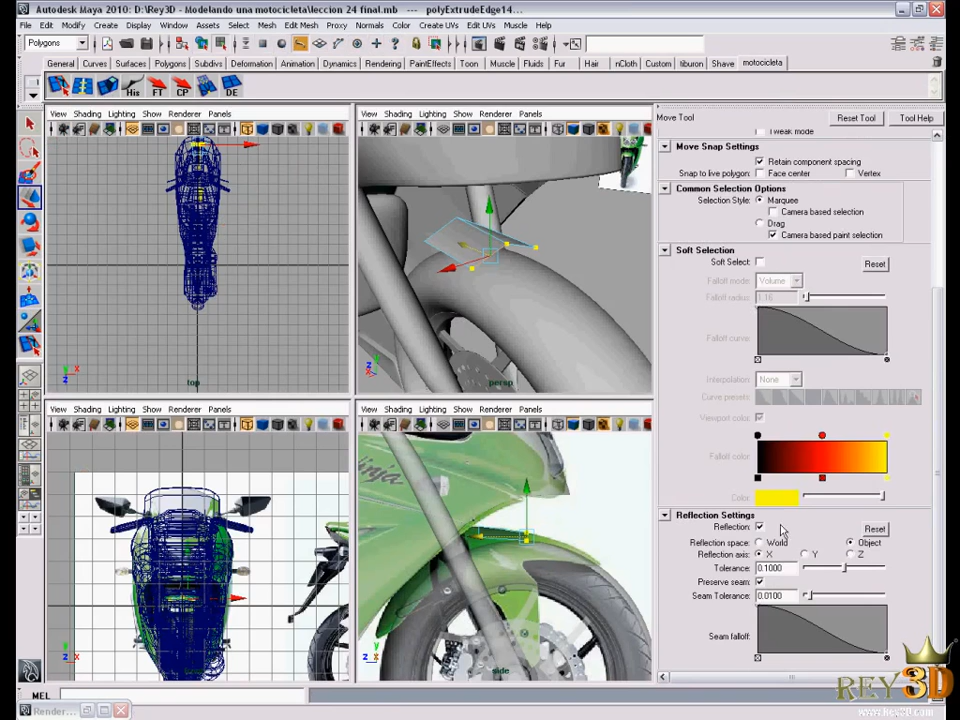 Autodesk Maya 2010: D:\Rey3D - Modelando una motocicleta\leccion 24 final.mb --- polyExtrudeEdge14...
File Edit Modify Create Display Window Assets Select Mesh Edit Mesh Proxy Normals Color Create UVs Edit UVs Muscle Help
Polygons
General Curves Surfaces Polygons Subdivs Deformation Animation Dynamics Rendering PaintEffects Toon Muscle Fluids Fur Hair nCloth Custom tiburon Shave motocicleta
His FT CP DE
View Shading Lighting Show Renderer Panels
View Shading Lighting Show Renderer Panels
Move Tool
Reset Tool
Tool Help
Tweak mode
Move Snap Settings
Retain component spacing
Snap to live polygon: Face center Vertex
Common Selection Options
Selection Style: Marquee
Camera based selection
Drag
Camera based paint selection
Soft Selection
Soft Select:
Reset
Falloff mode: Volume
Falloff radius: 1.16
Falloff curve:
Interpolation: None
Curve presets:
Viewport color:
Falloff color:
Color:
Reflection Settings
Reflection:
Reset
Reflection space: World Object
Reflection axis: X Y Z
Tolerance: 0.1000
Preserve seam:
Seam Tolerance: 0.0100
Seam falloff:
y
x
z
top
persp
View Shading Lighting Show Renderer Panels
View Shading Lighting Show Renderer Panels
Ninja
side
MEL
Render...
REY3D
www.Rey3D.com